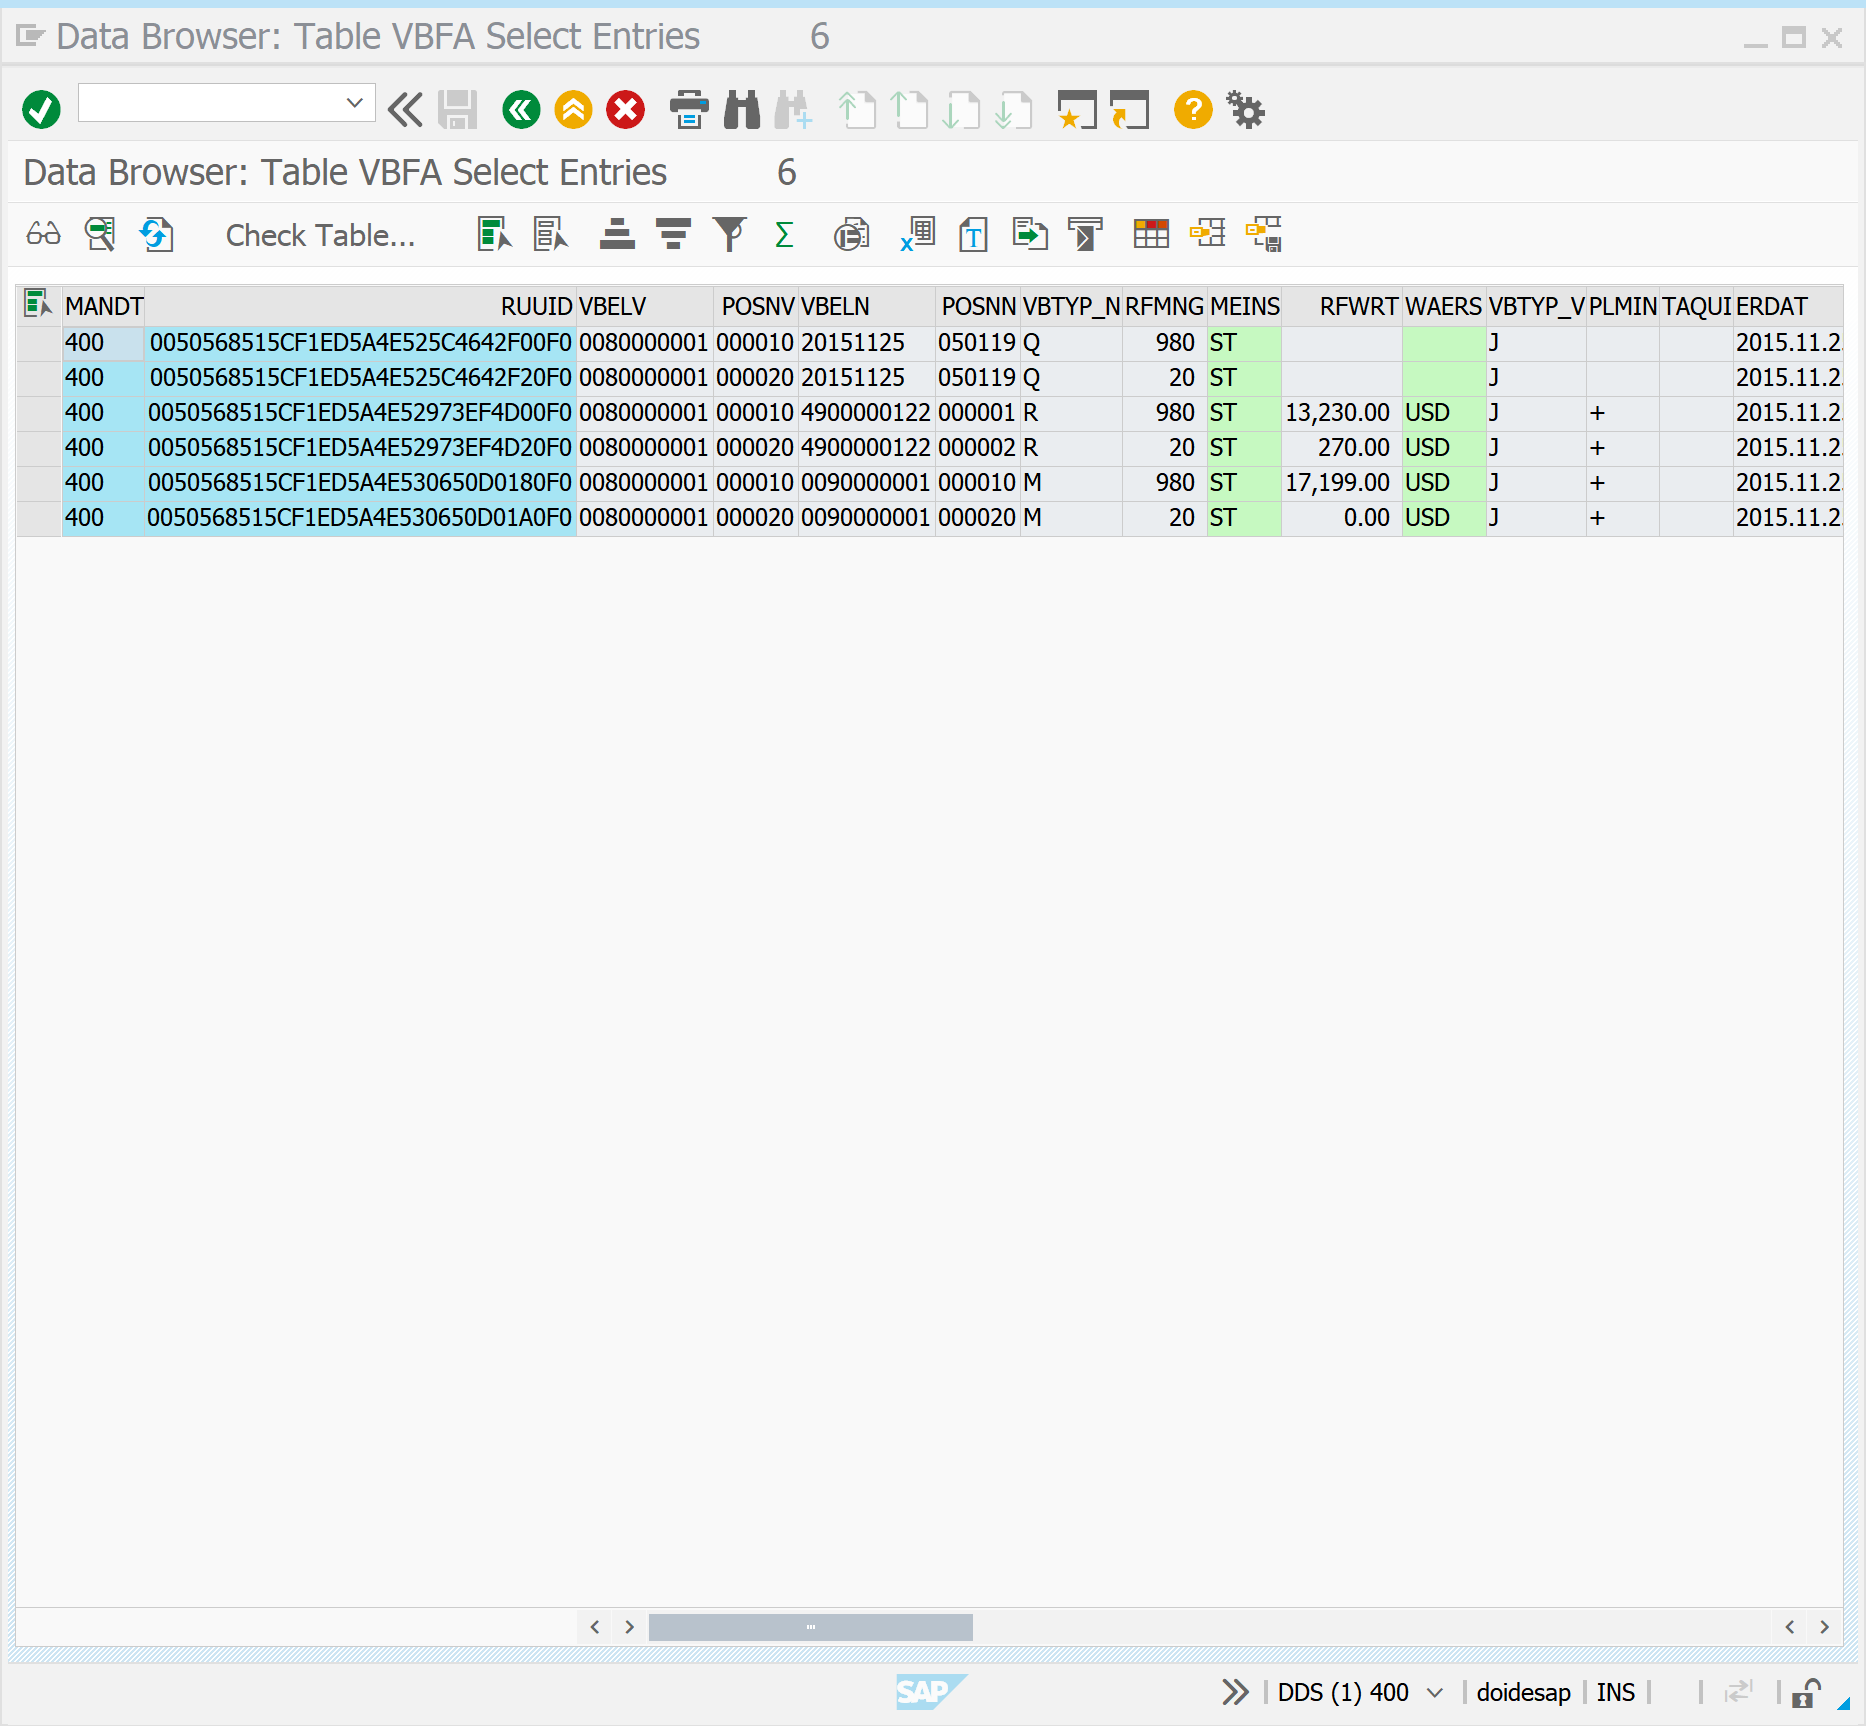 Data Browser: Table VBFA Select Entries 6
Data Browser: Table VBFA Select Entries 6
Check Table...
MANDT RUUID VBELV POSNV VBELN POSNN VBTYP_N RFMNG MEINS RFWRT WAERS VBTYP_V PLMIN TAQUI ERDAT
400 0050568515CF1ED5A4E525C4642F00F0 0080000001 000010 20151125 050119 Q 980 ST J 2015.11.2
400 0050568515CF1ED5A4E525C4642F20F0 0080000001 000020 20151125 050119 Q 20 ST J 2015.11.2
400 0050568515CF1ED5A4E52973EF4D00F0 0080000001 000010 4900000122 000001 R 980 ST 13,230.00 USD J + 2015.11.2
400 0050568515CF1ED5A4E52973EF4D20F0 0080000001 000020 4900000122 000002 R 20 ST 270.00 USD J + 2015.11.2
400 0050568515CF1ED5A4E530650D0180F0 0080000001 000010 0090000001 000010 M 980 ST 17,199.00 USD J + 2015.11.2
400 0050568515CF1ED5A4E530650D01A0F0 0080000001 000020 0090000001 000020 M 20 ST 0.00 USD J + 2015.11.2
SAP DDS (1) 400 doidesap INS